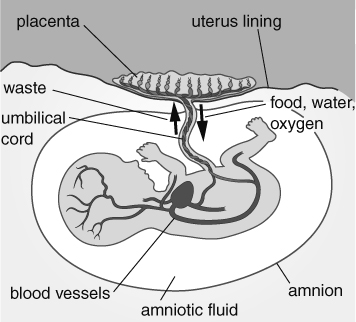 placenta
uterus lining
waste
food, water,
oxygen
umbilical
cord
blood vessels
amniotic fluid
amnion